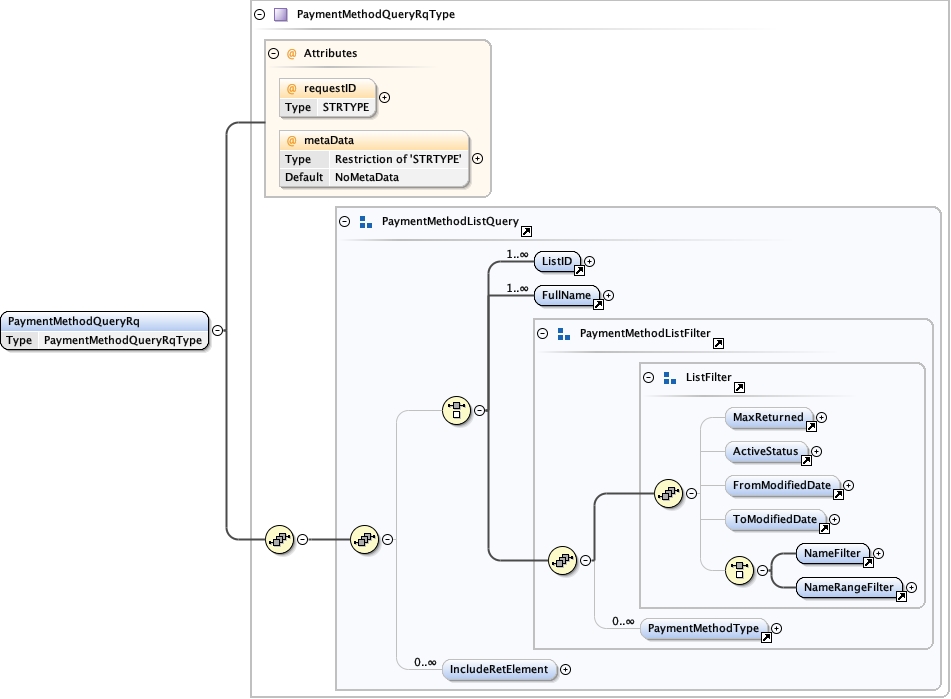 PaymentMethodQueryRqType
@ Attributes
@ requestID
Type STRTYPE
@ metaData
Type Restriction of 'STRTYPE'
Default NoMetaData
PaymentMethodListQuery
1..∞ ListID
1..∞ FullName
PaymentMethodQueryRq
Type PaymentMethodQueryRqType
PaymentMethodListFilter
ListFilter
MaxReturned
ActiveStatus
FromModifiedDate
ToModifiedDate
NameFilter
NameRangeFilter
0..∞ PaymentMethodType
0..∞ IncludeRetElement